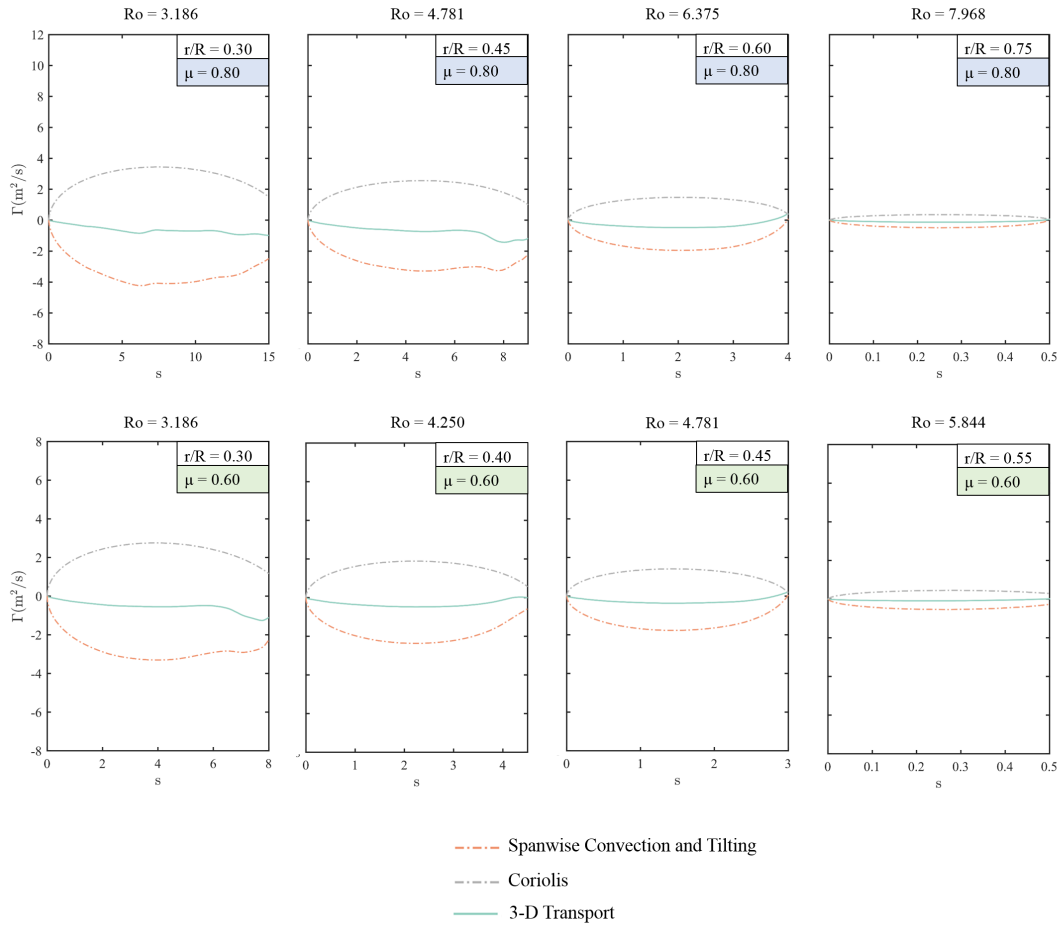 Ro = 3.186
Ro = 4.781
Ro = 6.375
Ro = 7.968
r/R = 0.30
μ = 0.80
r/R = 0.45
μ = 0.80
r/R = 0.60
μ = 0.80
r/R = 0.75
μ = 0.80
Γ(m²/s)
12
10
8
6
4
2
0
-2
-4
-6
-8
0 5 10 15
s
0 2 4 6 8
s
0 1 2 3 4
s
0 0.1 0.2 0.3 0.4 0.5
s
Ro = 3.186
Ro = 4.250
Ro = 4.781
Ro = 5.844
r/R = 0.30
μ = 0.60
r/R = 0.40
μ = 0.60
r/R = 0.45
μ = 0.60
r/R = 0.55
μ = 0.60
Γ(m²/s)
8
6
4
2
0
-2
-4
-6
-8
0 2 4 6 8
s
0 1 2 3 4
s
0 1 2 3
s
0 0.1 0.2 0.3 0.4 0.5
s
Spanwise Convection and Tilting
Coriolis
3-D Transport